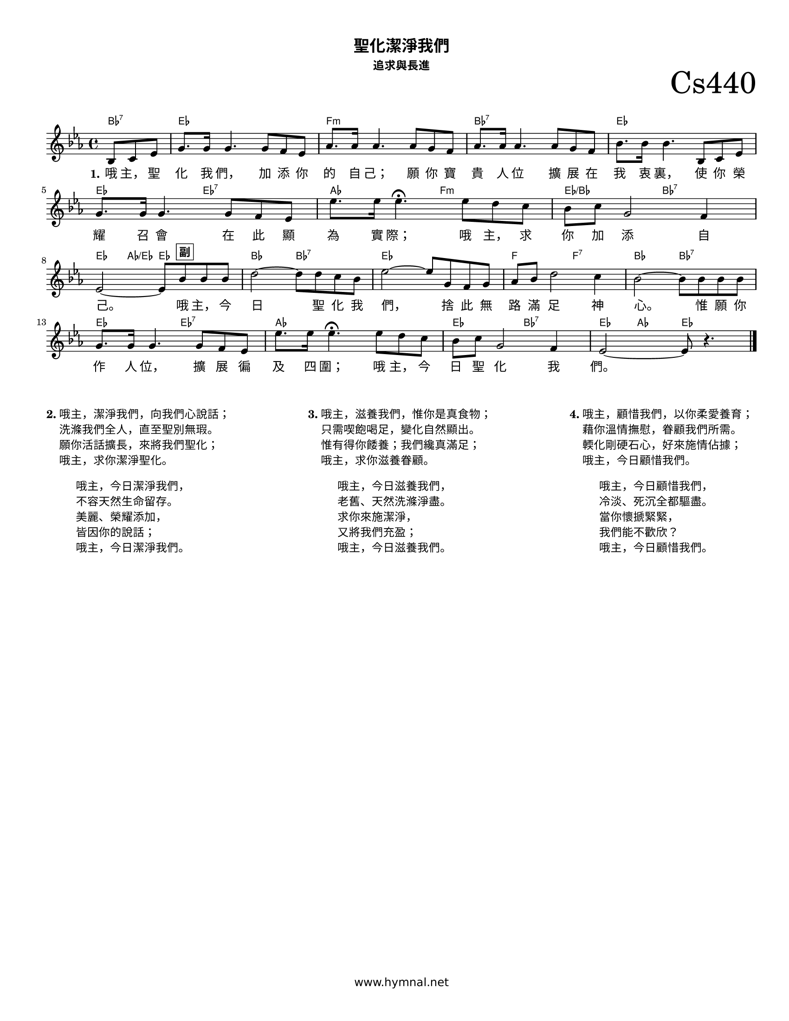 聖化潔淨我們
追求與長進
Cs440
B♭7 E♭ Fm B♭7 E♭
1. 哦主, 聖 化 我們, 加添你 的 自己; 願你寶 貴 人位 擴展在 我 衷裏, 使你榮
5 E♭ E♭7 A♭ Fm E♭/B♭ B♭7
耀 召會 在 此 顯 為 實際; 哦 主, 求 你 加 添 自
8 E♭ A♭/E♭ E♭ 副 B♭ B♭7 E♭ F F7 B♭ B♭7
己。 哦主, 今 日 聖化我 們, 捨此無 路滿足 神 心。 惟願你
13 E♭ E♭7 A♭ E♭ B♭7 E♭ A♭ E♭
作 人位, 擴展徧 及 四圍; 哦主, 今 日聖化 我 們。
2. 哦主，潔淨我們，向我們心說話；
洗滌我們全人，直至聖別無瑕。
願你活話擴長，來將我們聖化；
哦主，求你潔淨聖化。
哦主，今日潔淨我們，
不容天然生命留存。
美麗、榮耀添加，
皆因你的說話；
哦主，今日潔淨我們。
3. 哦主，滋養我們，惟你是真食物；
只需喫飽喝足，變化自然顯出。
惟有得你餧養；我們纔真滿足；
哦主，求你滋養眷顧。
哦主，今日滋養我們，
老舊、天然洗滌淨盡。
求你來施潔淨，
又將我們充盈；
哦主，今日滋養我們。
4. 哦主，顧惜我們，以你柔愛養育；
藉你溫情撫慰，眷顧我們所需。
輭化剛硬石心，好來施情佔據；
哦主，今日顧惜我們。
哦主，今日顧惜我們，
冷淡、死沉全都驅盡。
當你懷搋緊緊，
我們能不歡欣？
哦主，今日顧惜我們。
www.hymnal.net